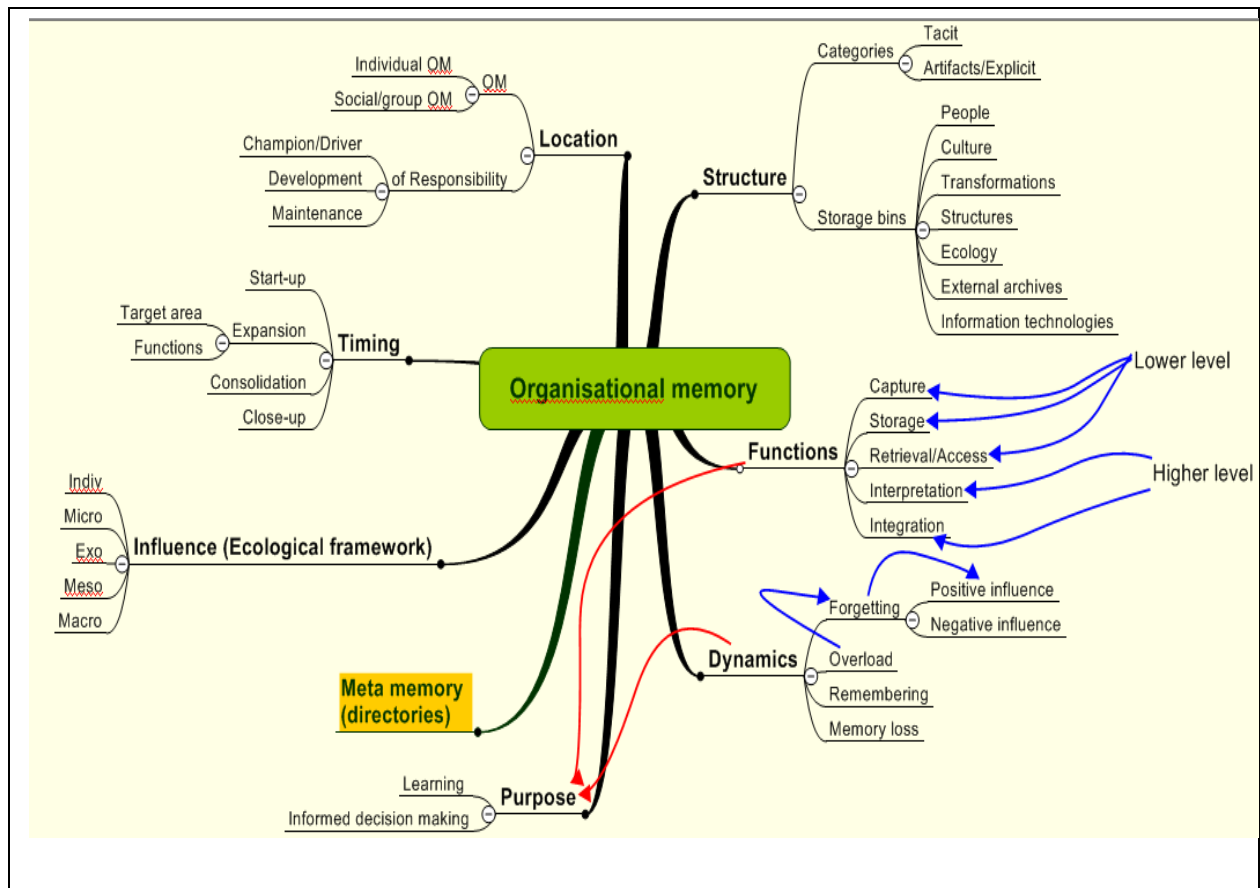 Organisational memory
Location
OM
Individual OM
Social/group OM
of Responsibility
Champion/Driver
Development
Maintenance
Timing
Start-up
Expansion
Target area
Functions
Consolidation
Close-up
Influence (Ecological framework)
Indiv
Micro
Exo
Meso
Macro
Meta memory
(directories)
Purpose
Learning
Informed decision making
Structure
Categories
Tacit
Artifacts/Explicit
Storage bins
People
Culture
Transformations
Structures
Ecology
External archives
Information technologies
Functions
Capture
Storage
Retrieval/Access
Interpretation
Integration
Lower level
Higher level
Dynamics
Forgetting
Positive influence
Negative influence
Overload
Remembering
Memory loss